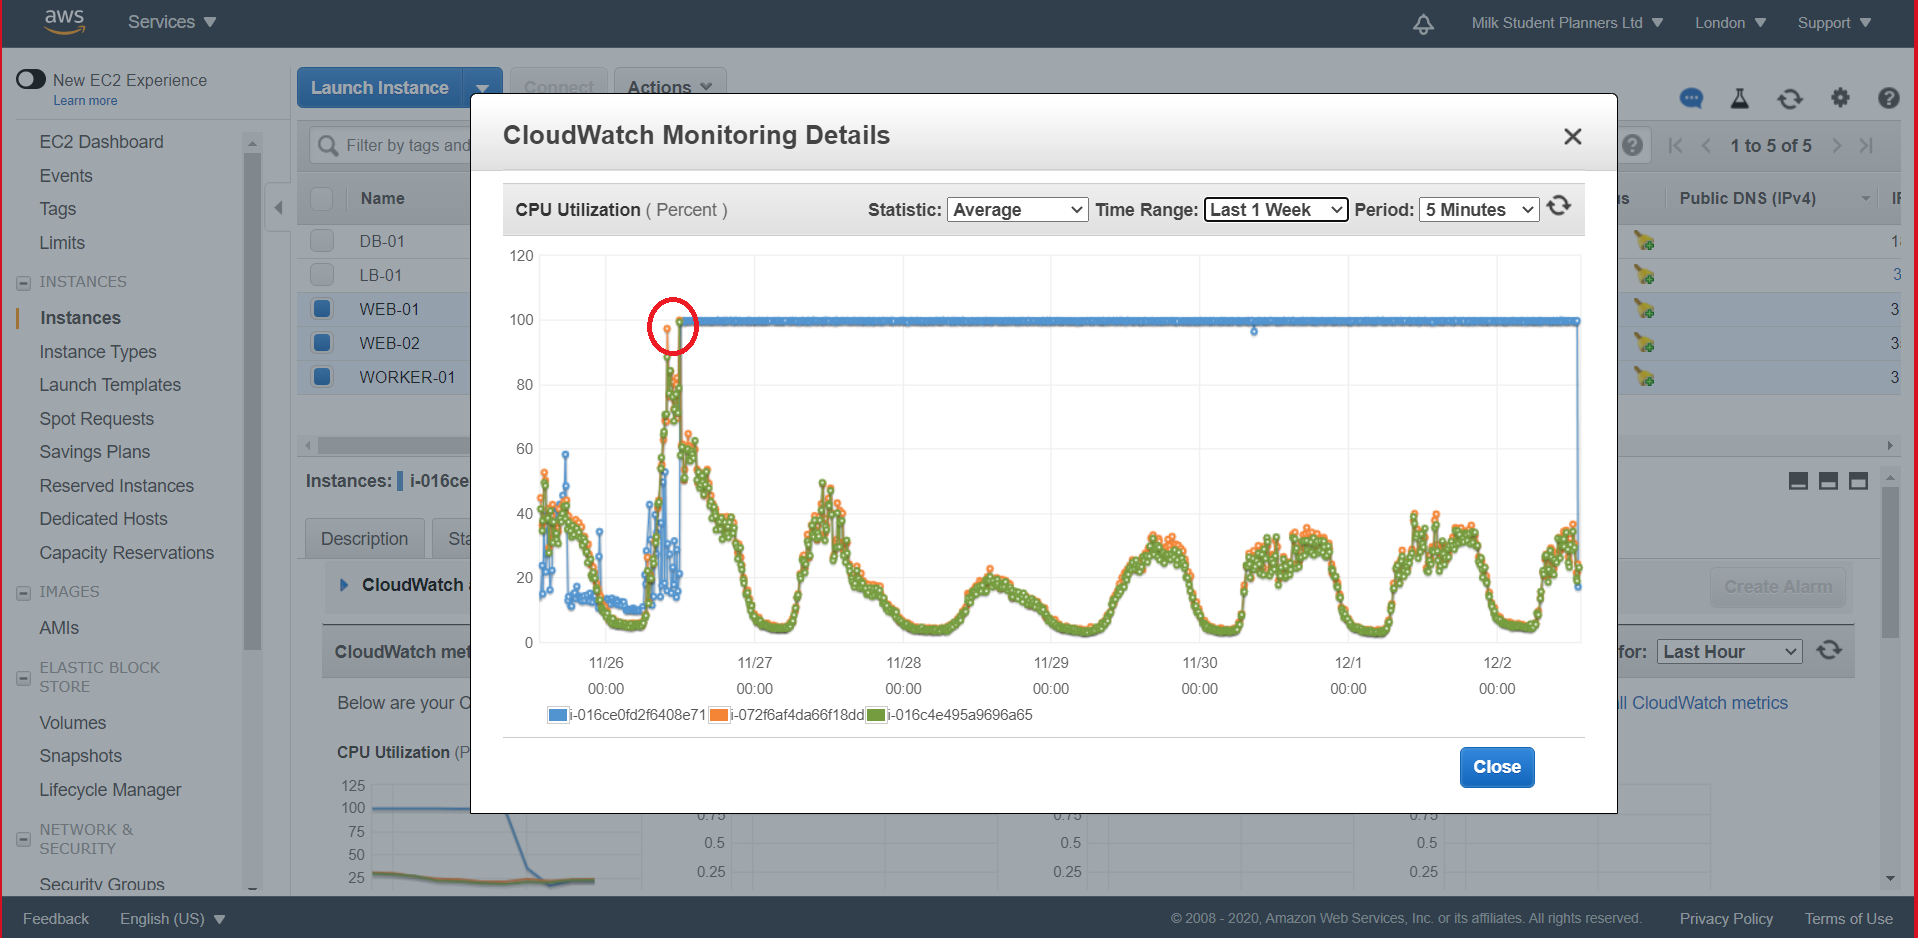 aws
Services
Milk Student Planners Ltd
London
Support
New EC2 Experience
Learn more
Launch Instance
Connect
Actions
EC2 Dashboard
Events
Tags
Limits
INSTANCES
Instances
Instance Types
Launch Templates
Spot Requests
Savings Plans
Reserved Instances
Dedicated Hosts
Capacity Reservations
IMAGES
AMIs
ELASTIC BLOCK
STORE
Volumes
Snapshots
Lifecycle Manager
NETWORK &
SECURITY
Security Groups
Filter by tags and
1 to 5 of 5
Name
Public DNS (IPv4)
DB-01
LB-01
WEB-01
WEB-02
WORKER-01
CloudWatch Monitoring Details
CPU Utilization ( Percent )
Statistic: Average
Time Range: Last 1 Week
Period: 5 Minutes
120
100
80
60
40
20
0
11/26 11/27 11/28 11/29 11/30 12/1 12/2
00:00 00:00 00:00 00:00 00:00 00:00 00:00
i-016ce0fd2f6408e71 i-072f6af4da66f18dd i-016c4e495a9696a65
Close
Instances: i-016ce
Description
Sta
CloudWatch
Create Alarm
CloudWatch met
for: Last Hour
Below are your C
ll CloudWatch metrics
CPU Utilization (P
125
100
75
50
25
0.75 0.75 0.75
0.5 0.5 0.5
0.25 0.25 0.25
Feedback
English (US)
© 2008 - 2020, Amazon Web Services, Inc. or its affiliates. All rights reserved.
Privacy Policy
Terms of Use